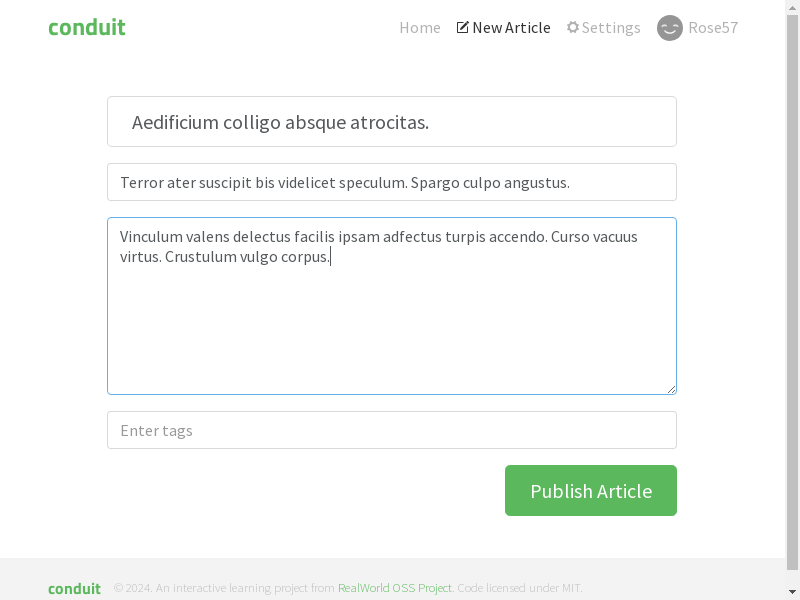 conduit
Home New Article Settings Rose57
Aedificium colligo absque atrocitas.
Terror ater suscipit bis videlicet speculum. Spargo culpo angustus.
Vinculum valens delectus facilis ipsam adfectus turpis accendo. Curso vacuus
virtus. Crustulum vulgo corpus.
Enter tags
Publish Article
conduit © 2024. An interactive learning project from RealWorld OSS Project. Code licensed under MIT.